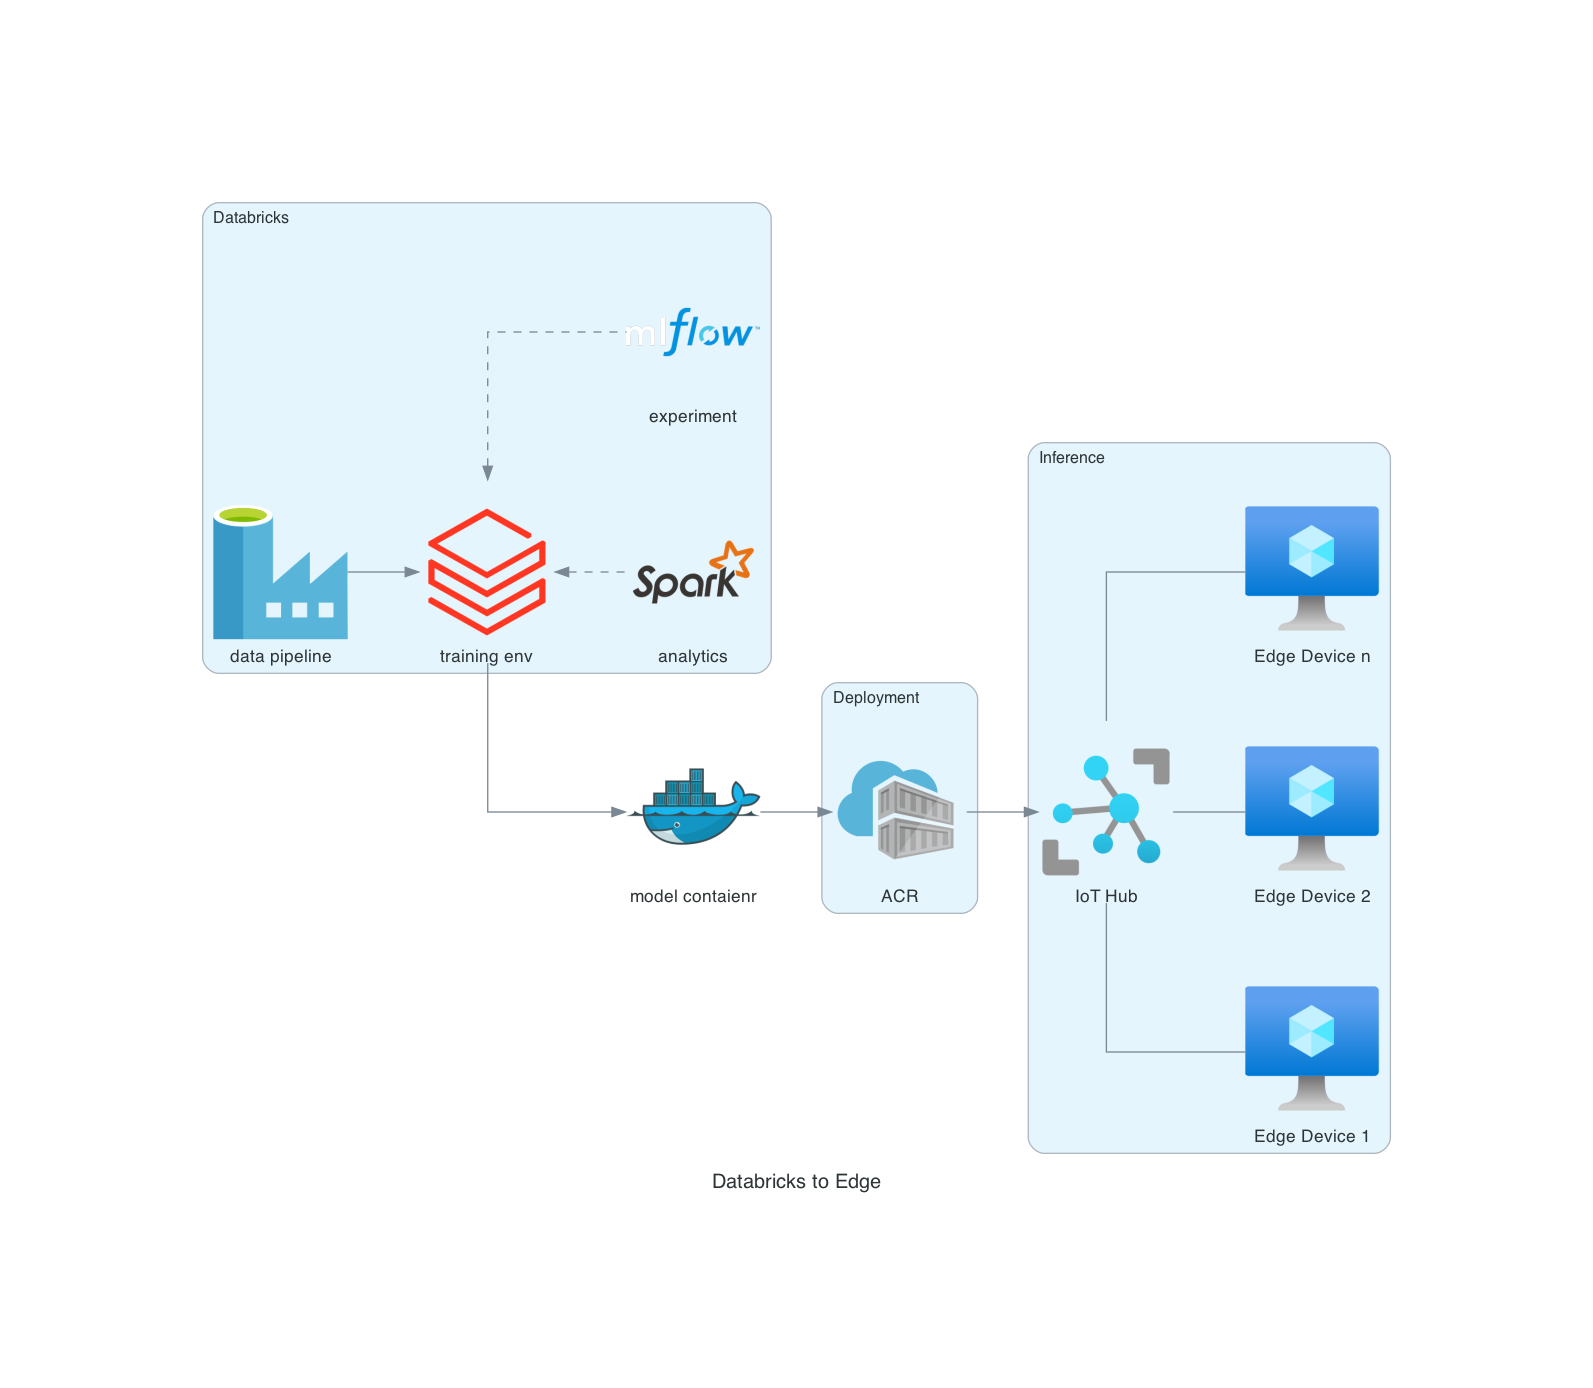 Databricks
mlflow™
experiment
Spark
data pipeline
training env
analytics
Deployment
model contaienr
ACR
Inference
Edge Device n
IoT Hub
Edge Device 2
Edge Device 1
Databricks to Edge